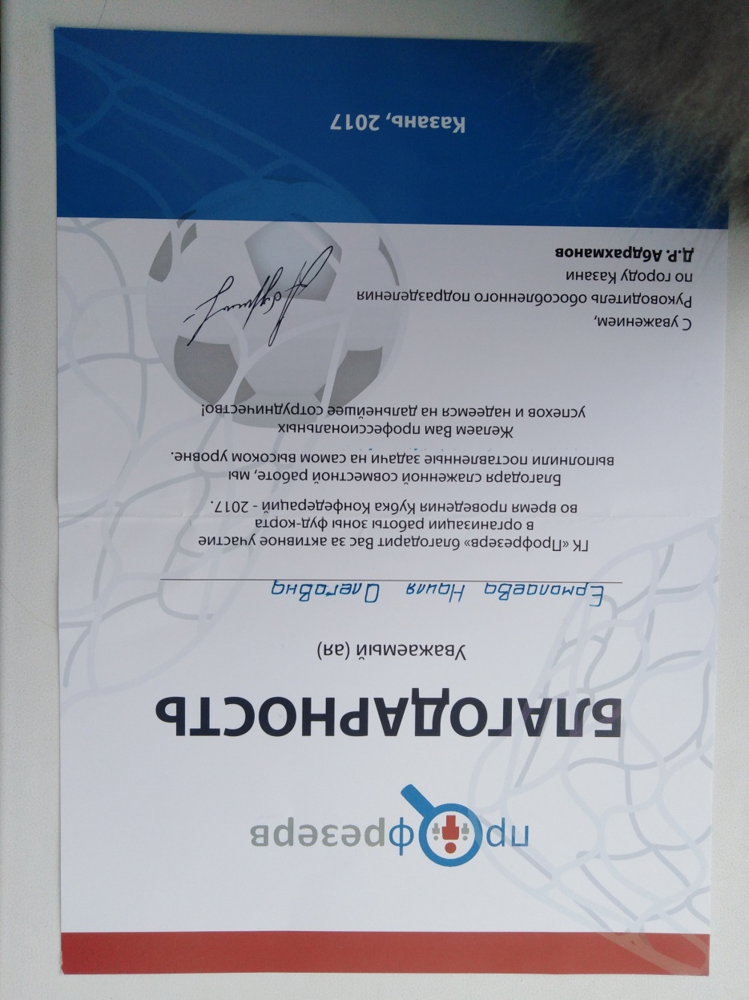 профрезерв
БЛАГОДАРНОСТЬ
Уважаемый (ая)
Ермолаева Наиля Олеговна
ГК «Профрезерв» благодарит Вас за активное участие
в организации работы зоны фуд-корта
во время проведения Кубка Конфедераций - 2017.
Благодаря слаженной совместной работе, мы
выполнили поставленные задачи на самом высоком уровне.
Желаем Вам профессиональных
успехов и надеемся на дальнейшее сотрудничество!
С уважением,
Руководитель обособленного подразделения
по городу Казани
Д.Р. Абдрахманов
Казань, 2017